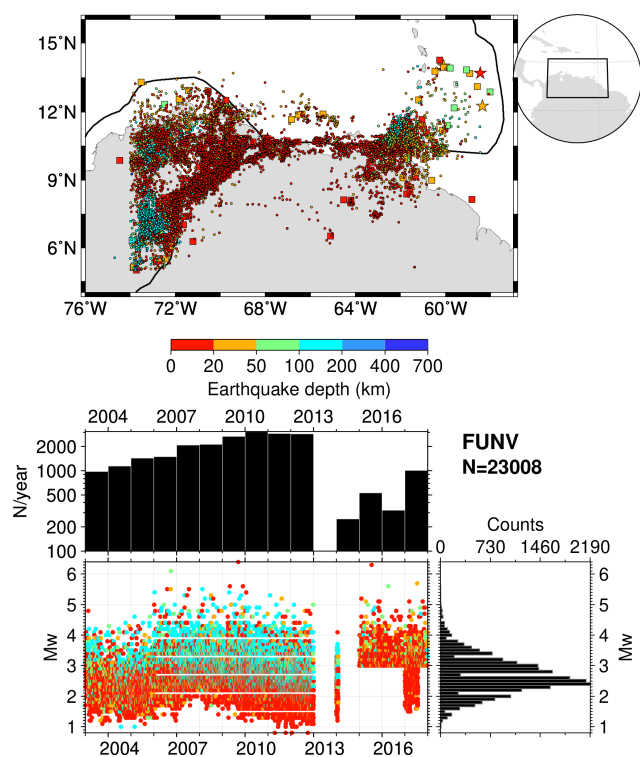 15°N
12°N
9°N
6°N
76°W 72°W 68°W 64°W 60°W
0 20 50 100 200 400 700
Earthquake depth (km)
2004 2007 2010 2013 2016
2000
1000
500
200
100
N/year
FUNV
N=23008
Counts
0 730 1460 2190
6
5
4
3
2
1
Mw
6
5
4
3
2
1
Mw
2004 2007 2010 2013 2016